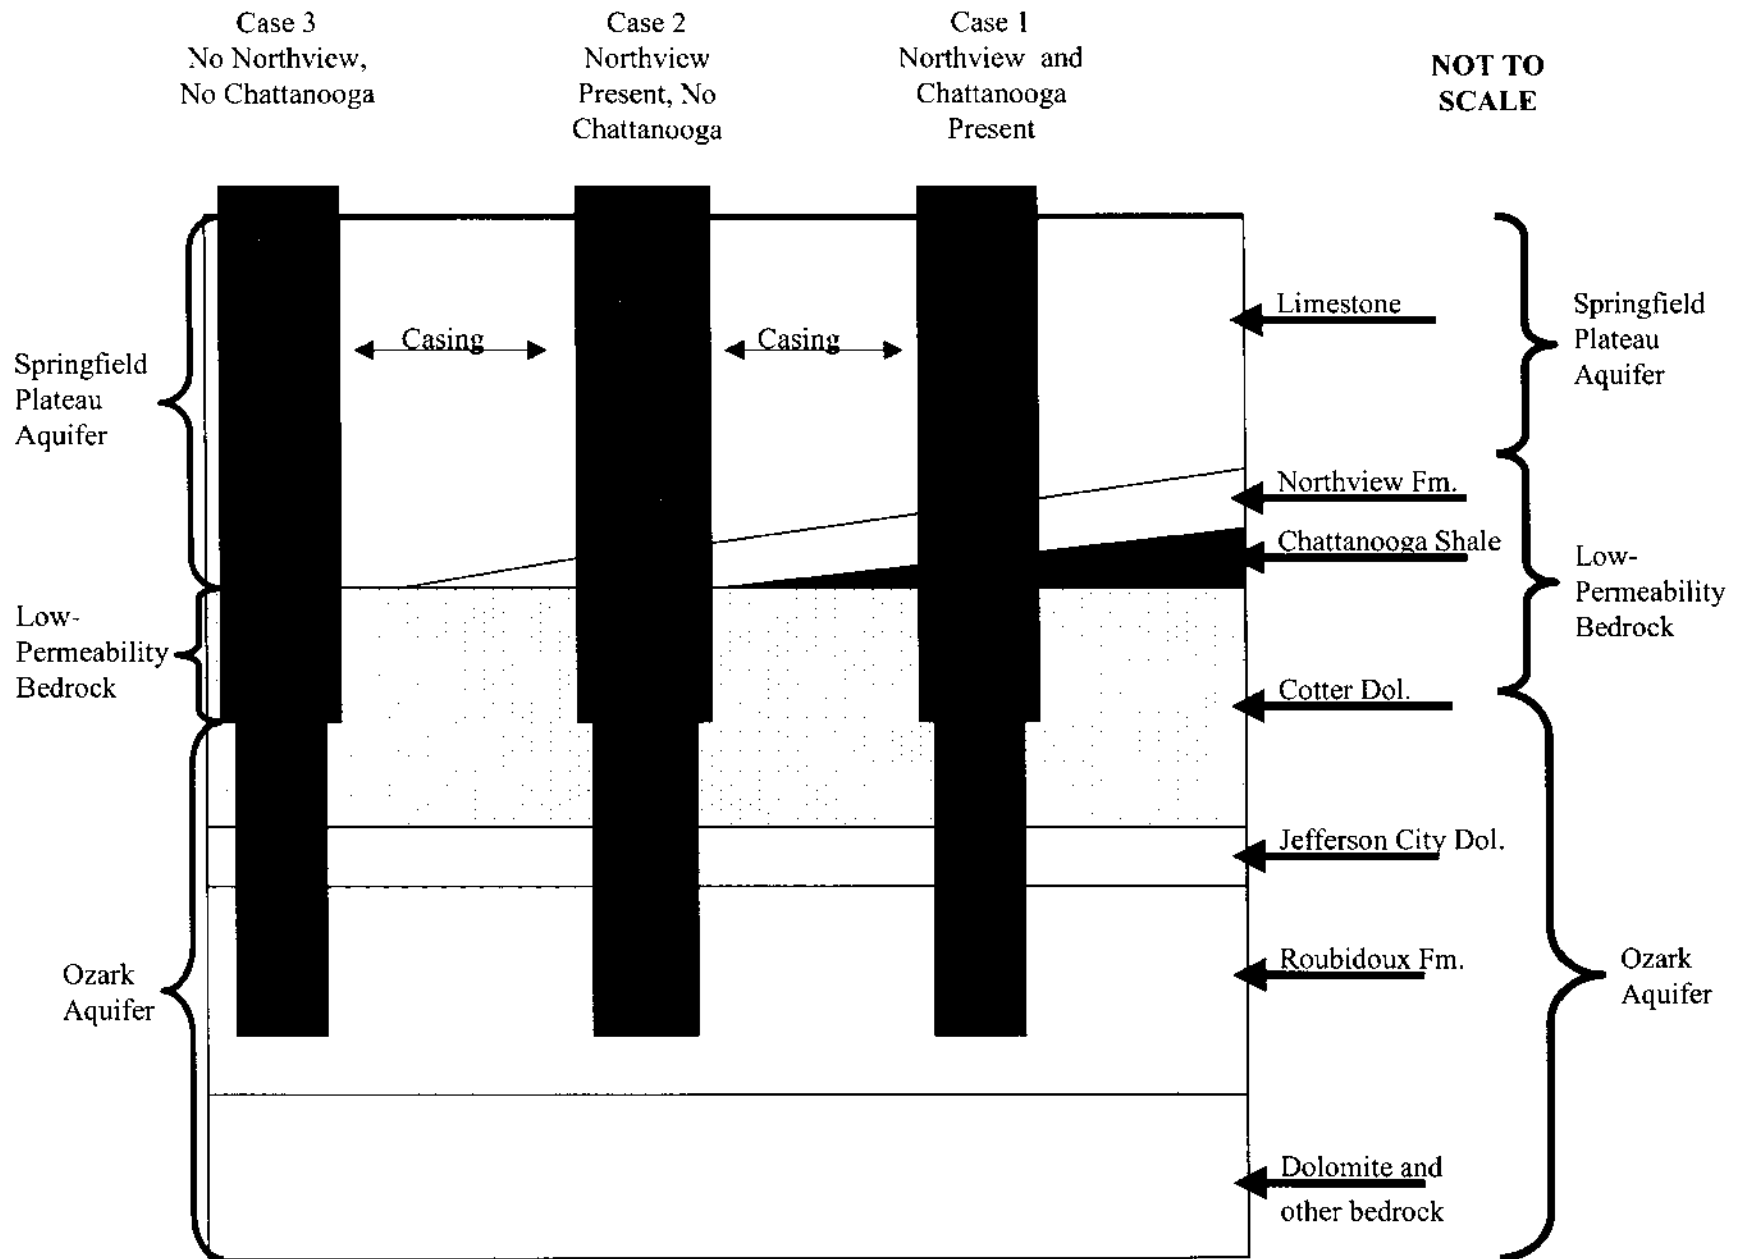 Case 3
No Northview,
No Chattanooga
Case 2
Northview
Present, No
Chattanooga
Case 1
Northview and
Chattanooga
Present
NOT TO
SCALE
Springfield
Plateau
Aquifer
Low-
Permeability
Bedrock
Ozark
Aquifer
Casing
Casing
Limestone
Northview Fm.
Chattanooga Shale
Cotter Dol.
Jefferson City Dol.
Roubidoux Fm.
Dolomite and
other bedrock
Springfield
Plateau
Aquifer
Low-
Permeability
Bedrock
Ozark
Aquifer